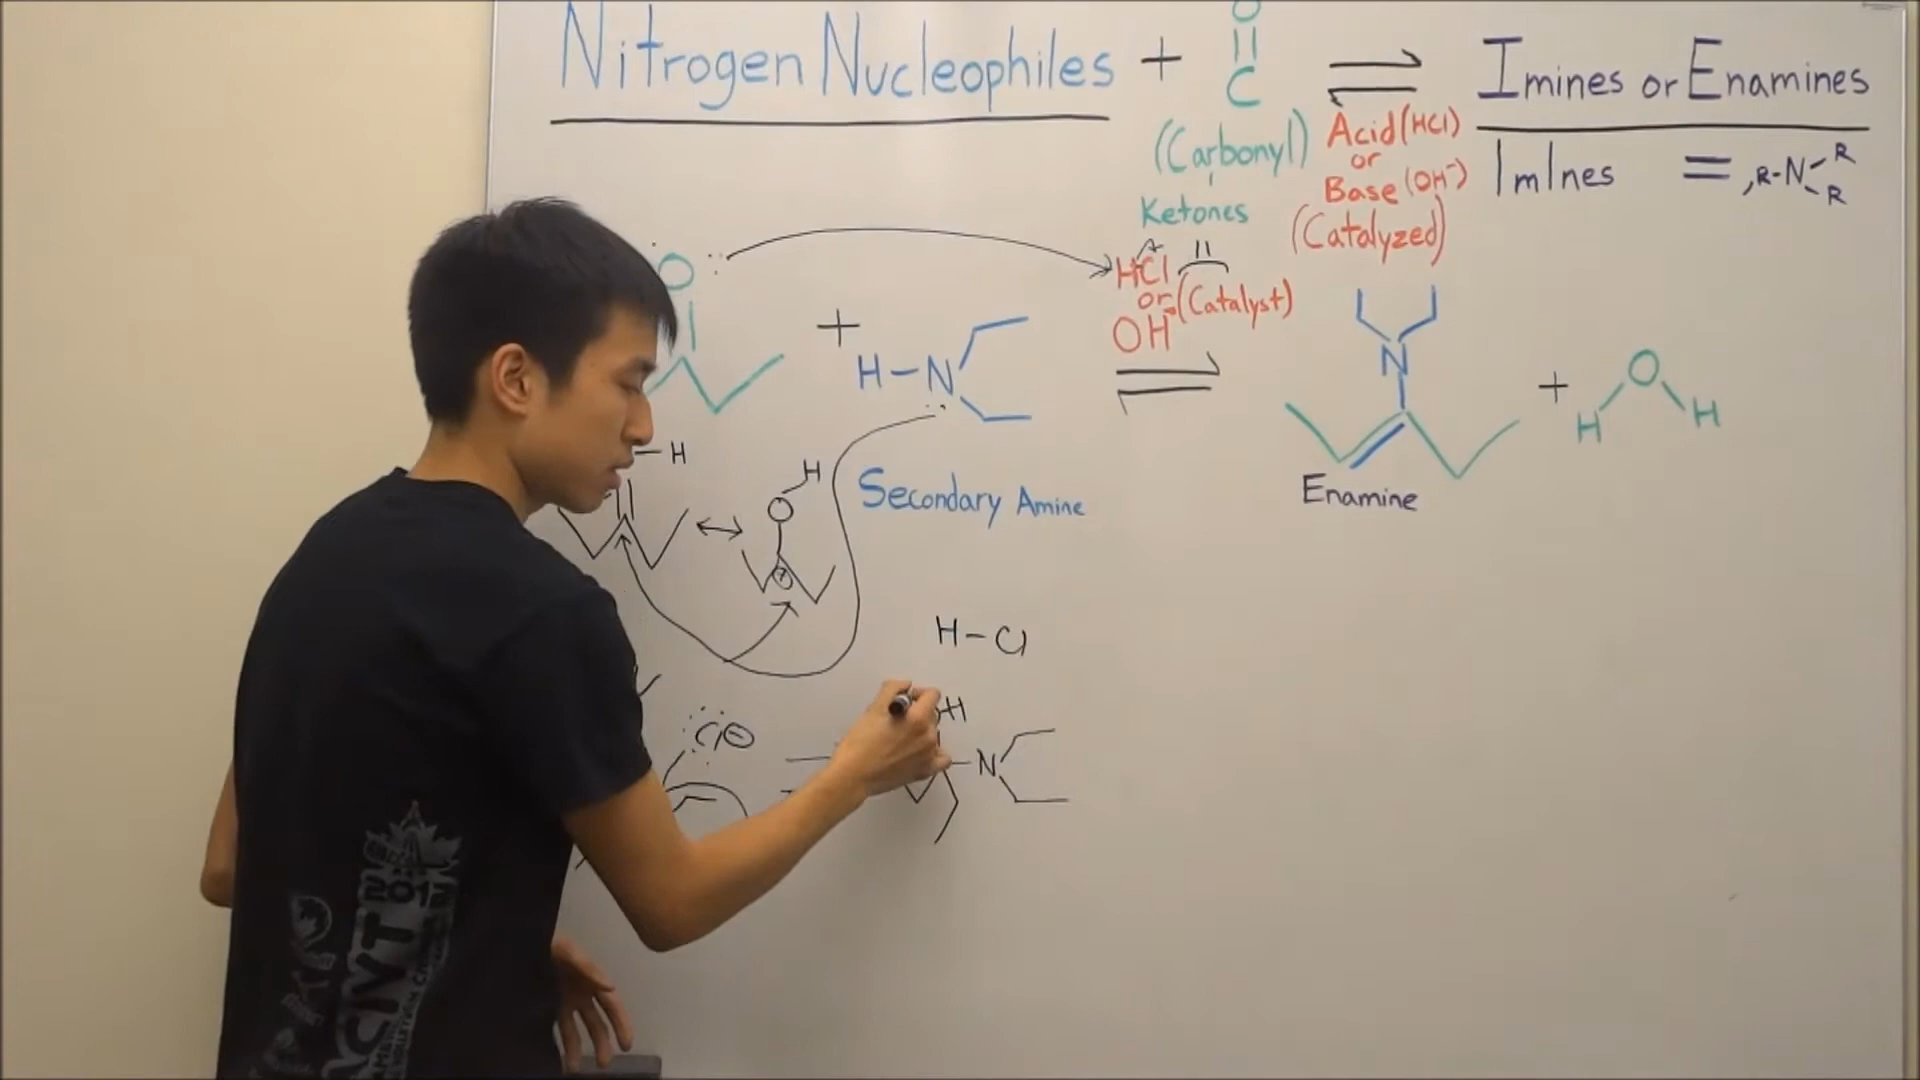 O
Nitrogen Nucleophiles + C ⇌ Imines or Enamines
(Carbonyl) Acid (HCl)
or
Base (OH⁻)
(Catalyzed)
Ketones
ImInes = ,R-N R
R
O
HCl
or (Catalyst)
OH⁻
+ H-N
N
+ O
H H
Secondary Amine
Enamine
H
H
O
+
H-Cl
:Cl⊖
H
N